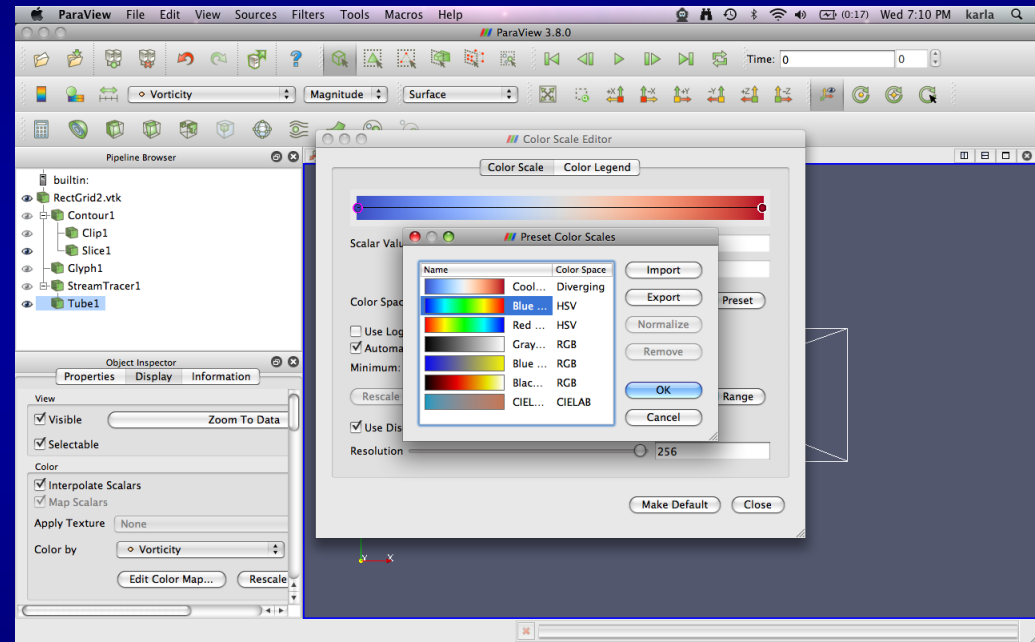 ParaView File Edit View Sources Filters Tools Macros Help (0:17) Wed 7:10 PM karla
ParaView 3.8.0
Time: 0 0
Vorticity Magnitude Surface +X -X +Y -Y +Z -Z
Pipeline Browser
builtin:
RectGrid2.vtk
Contour1
Clip1
Slice1
Glyph1
StreamTracer1
Tube1
Object Inspector
Properties Display Information
View
Visible Zoom To Data
Selectable
Color
Interpolate Scalars
Map Scalars
Apply Texture None
Color by Vorticity
Edit Color Map... Rescale
Color Scale Editor
Color Scale Color Legend
Scalar Valu
Color Spac Preset
Use Log
Automa
Minimum:
Rescale Range
Use Dis
Resolution 256
Make Default Close
Preset Color Scales
Name Color Space
Cool... Diverging
Blue ... HSV
Red ... HSV
Gray... RGB
Blue ... RGB
Blac... RGB
CIEL... CIELAB
Import
Export
Normalize
Remove
OK
Cancel
Y X